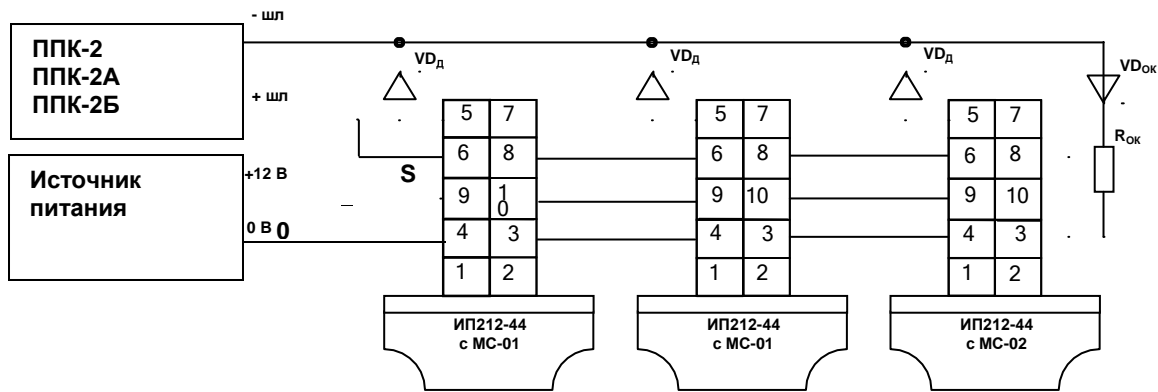 - шл
ППК-2
ППК-2А
ППК-2Б
+ шл
VDД
VDД
VDД
VDОК
RОК
Источник
питания
+12 В
0 В 0
S
5 7
6 8
9 10
4 3
1 2
5 7
6 8
9 10
4 3
1 2
5 7
6 8
9 10
4 3
1 2
ИП212-44
с МС-01
ИП212-44
с МС-01
ИП212-44
с МС-02